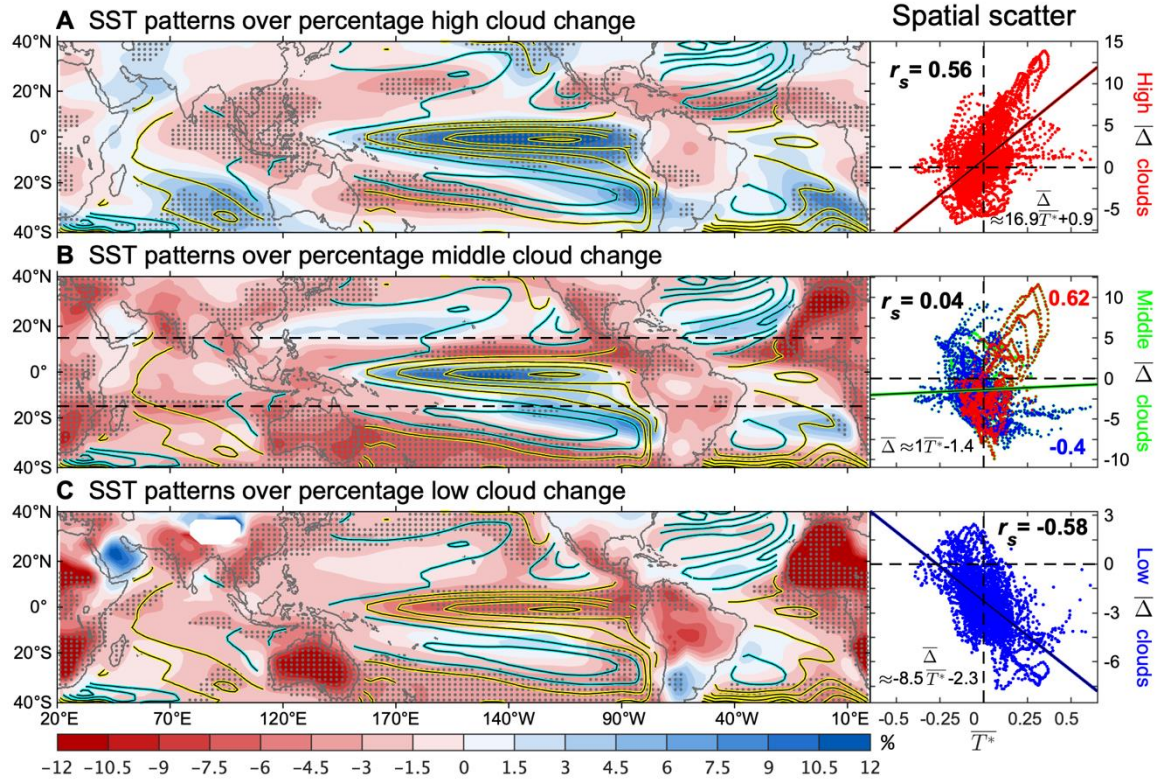 A SST patterns over percentage high cloud change
Spatial scatter
40°N
20°N
0°
20°S
40°S
r_s = 0.56
Δ̅
≈16.9T*̅+0.9
15
10
5
0
-5
High Δ̅ clouds
B SST patterns over percentage middle cloud change
40°N
20°N
0°
20°S
40°S
r_s = 0.04
0.62
Δ̅ ≈1T*̅-1.4
-0.4
10
5
0
-5
-10
Middle Δ̅ clouds
C SST patterns over percentage low cloud change
40°N
20°N
0°
20°S
40°S
r_s = -0.58
Δ̅
≈-8.5T*̅-2.3
3
0
-3
-6
Low Δ̅ clouds
20°E 70°E 120°E 170°E 140°W 90°W 40°W 10°E
-0.5 -0.25 0 0.25 0.5
T*̅
%
−12 −10.5 −9 −7.5 −6 −4.5 −3 −1.5 0 1.5 3 4.5 6 7.5 9 10.5 12